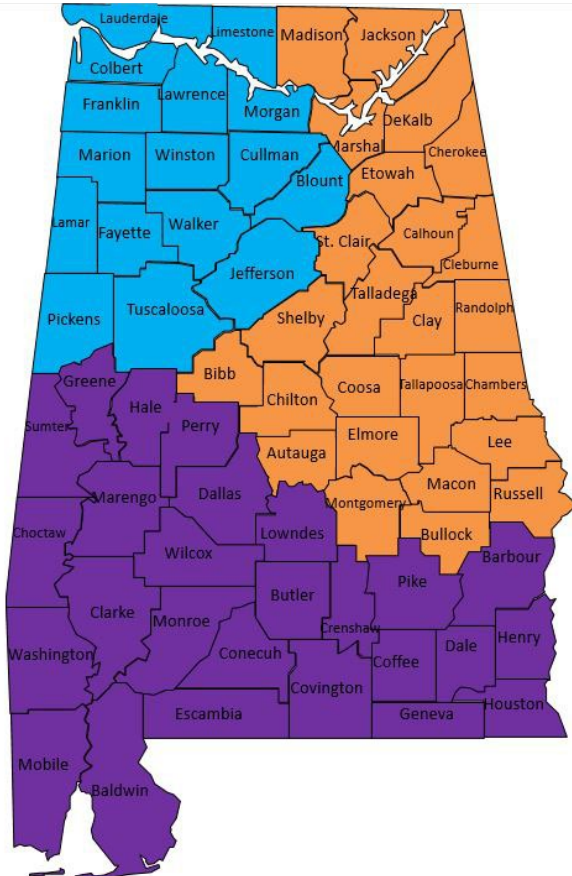 Lauderdale
Limestone
Madison
Jackson
Colbert
Lawrence
Franklin
Morgan
DeKalb
Marshal
Cherokee
Marion
Winston
Cullman
Etowah
Blount
Lamar
Fayette
Walker
St. Clair
Calhoun
Cleburne
Jefferson
Talladega
Pickens
Tuscaloosa
Shelby
Clay
Randolph
Greene
Bibb
Coosa
Tallapoosa
Chambers
Hale
Chilton
Sumter
Perry
Elmore
Lee
Autauga
Macon
Marengo
Dallas
Montgomery
Russell
Choctaw
Lowndes
Bullock
Wilcox
Barbour
Pike
Butler
Clarke
Monroe
Crenshaw
Henry
Washington
Conecuh
Coffee
Dale
Covington
Houston
Escambia
Geneva
Mobile
Baldwin